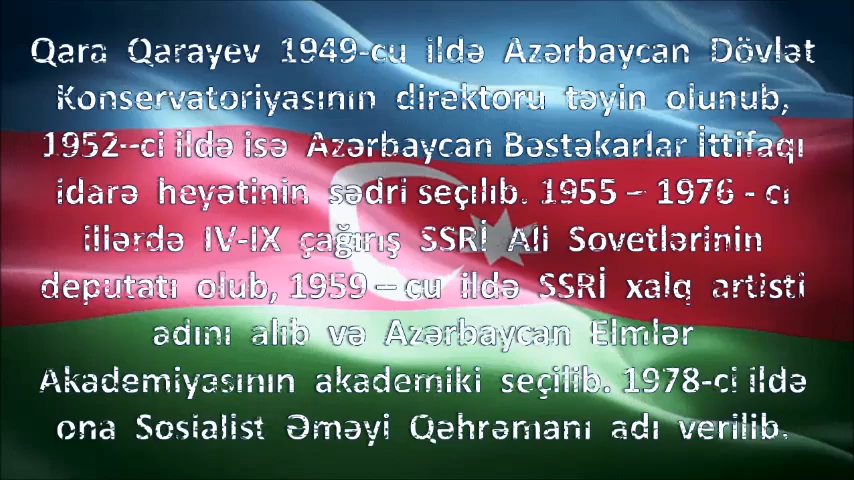 Qara Qarayev 1949-cu ildə Azərbaycan Dövlət
Konservatoriyasının direktoru təyin olunub,
1952--ci ildə isə Azərbaycan Bəstəkarlar İttifaqı
idarə heyətinin sədri seçılıb. 1955 – 1976 - cı
illərdə IV-IX çağırış SSRİ Ali Sovetlərinin
deputatı olub, 1959 – cu ildə SSRİ xalq artisti
adını alıb və Azərbaycan Elmlər
Akademiyasının akademiki seçilib. 1978-ci ildə
ona Sosialist Əməyi Qəhrəmanı adı verilib.